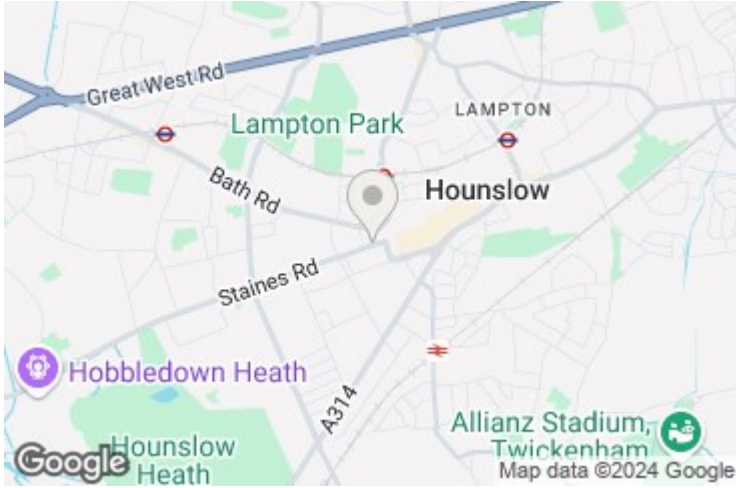 Great West Rd
LAMPTON
Lampton Park
Bath Rd
Hounslow
Staines Rd
Hobbledown Heath
A314
Allianz Stadium,
Twickenham
Hounslow
Heath
Google
Map data ©2024 Google